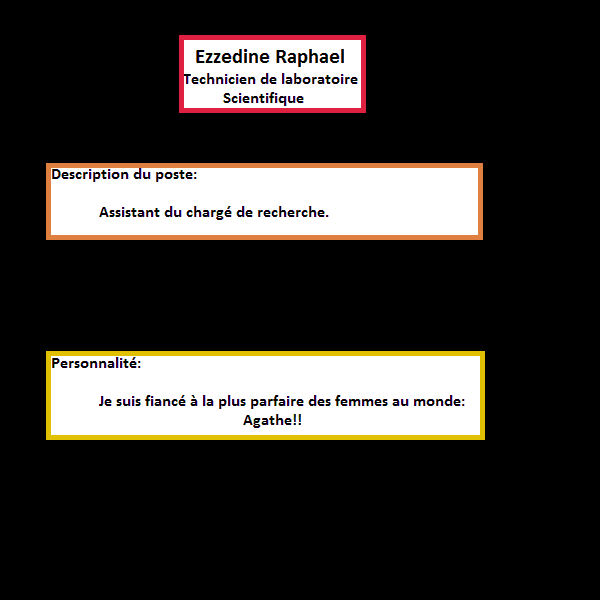 Ezzedine Raphael
Technicien de laboratoire
Scientifique
Description du poste:
Assistant du chargé de recherche.
Personnalité:
Je suis fiancé à la plus parfaire des femmes au monde:
Agathe!!